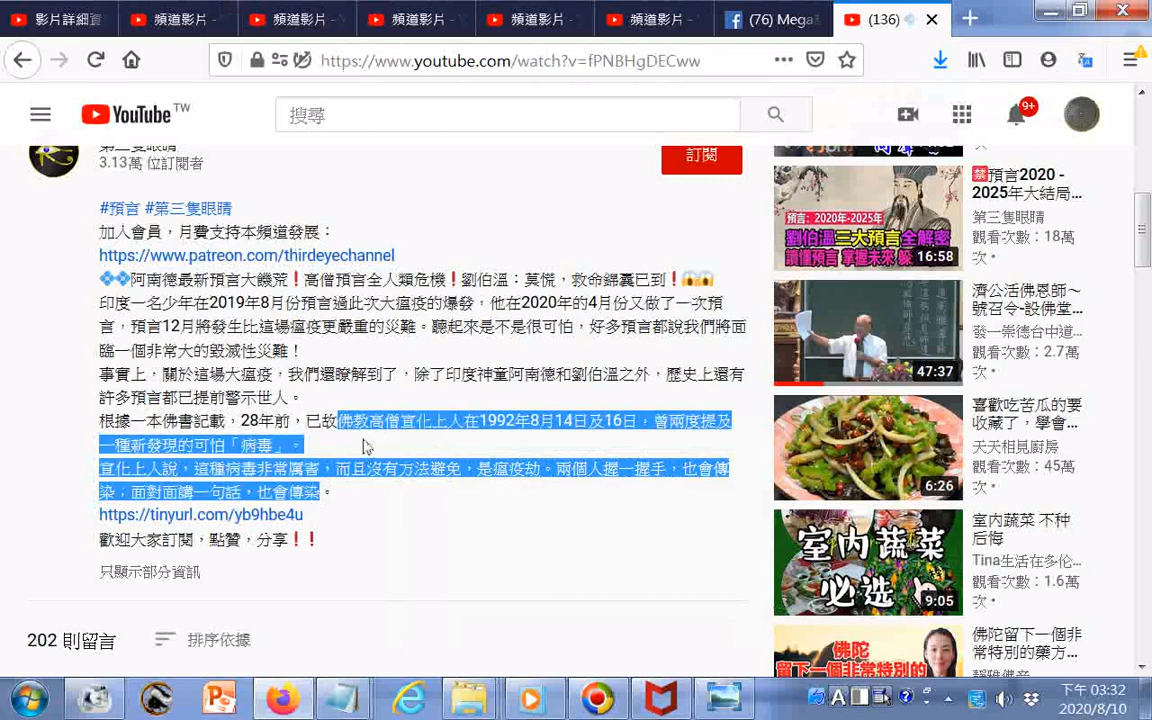 影片詳細資
頻道影片 -
頻道影片 -
頻道影片 -
頻道影片 -
頻道影片 -
(76) Mega
(136)
https://www.youtube.com/watch?v=fPNBHgDECww
YouTube TW
搜尋
9+
第三隻眼睛
3.13萬 位訂閱者
訂閱
#預言 #第三隻眼睛
加入會員，月費支持本頻道發展：
https://www.patreon.com/thirdeyechannel
💠💠阿南德最新預言大饑荒❗高僧預言全人類危機❗劉伯溫：莫慌，救命錦囊已到❗😱😱
印度一名少年在2019年8月份預言過此次大瘟疫的爆發，他在2020年的4月份又做了一次預
言，預言12月將發生比這場瘟疫更嚴重的災難。聽起來是不是很可怕，好多預言都說我們將面
臨一個非常大的毀滅性災難！
事實上，關於這場大瘟疫，我們還瞭解到了，除了印度神童阿南德和劉伯溫之外，歷史上還有
許多預言都已提前警示世人。
根據一本佛書記載，28年前，已故佛教高僧宣化上人在1992年8月14日及16日，曾兩度提及
一種新發現的可怕「病毒」。
宣化上人說，這種病毒非常厲害，而且沒有方法避免，是瘟疫劫。兩個人握一握手，也會傳
染；面對面講一句話，也會傳染。
https://tinyurl.com/yb9hbe4u
歡迎大家訂閱，點贊，分享❗❗
只顯示部分資訊
202 則留言
排序依據
預言：2020年-2025年
劉伯溫三大預言全解密
讀懂預言 掌握未來 躲
16:58
🈲預言2020 -
2025年大結局...
第三隻眼睛
觀看次數：18萬
次 •
47:37
濟公活佛恩師～
號召令-設佛堂...
發一崇德台中道...
觀看次數：2.7萬
次 •
6:26
喜歡吃苦瓜的要
收藏了，學會...
天天相見廚房
觀看次數：35萬
次 •
室内蔬菜
必选
9:05
室内蔬菜 不种
后悔
Tina生活在多伦...
觀看次數：1.6萬
次 •
佛陀
留下一個非常特別的
佛陀留下一個非
常特別的藥方...
下午 03:32
2020/8/10